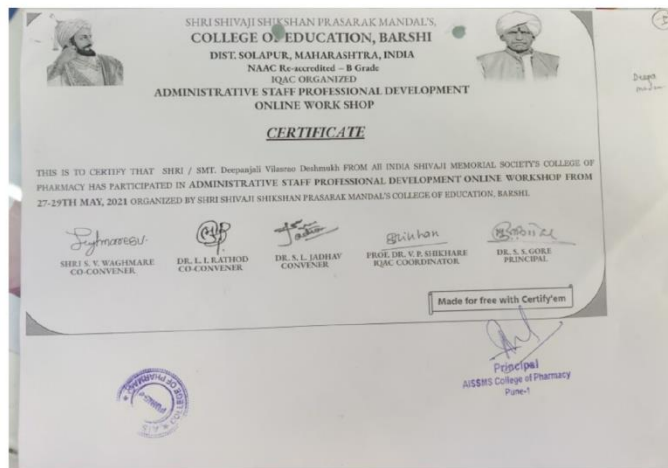 SHRI SHIVAJI SHIKSHAN PRASARAK MANDAL'S,
COLLEGE OF EDUCATION, BARSHI
DIST. SOLAPUR, MAHARASHTRA, INDIA
NAAC Re-accredited – B Grade
IQAC ORGANIZED
ADMINISTRATIVE STAFF PROFESSIONAL DEVELOPMENT
ONLINE WORK SHOP
CERTIFICATE
THIS IS TO CERTIFY THAT SHRI / SMT. Deepanjali Vilasrao Deshmukh FROM All INDIA SHIVAJI MEMORIAL SOCIETY'S COLLEGE OF
PHARMACY HAS PARTICIPATED IN ADMINISTRATIVE STAFF PROFESSIONAL DEVELOPMENT ONLINE WORKSHOP FROM
27-29TH MAY, 2021 ORGANIZED BY SHRI SHIVAJI SHIKSHAN PRASARAK MANDAL'S COLLEGE OF EDUCATION, BARSHI.
SHRI S. V. WAGHMARE
CO-CONVENER
DR. L. I. RATHOD
CO-CONVENER
DR. S. L. JADHAV
CONVENER
PROF. DR. V. P. SHIKHARE
IQAC COORDINATOR
DR. S. S. GORE
PRINCIPAL
Made for free with Certify'em
Principal
AISSMS College of Pharmacy
Pune-1